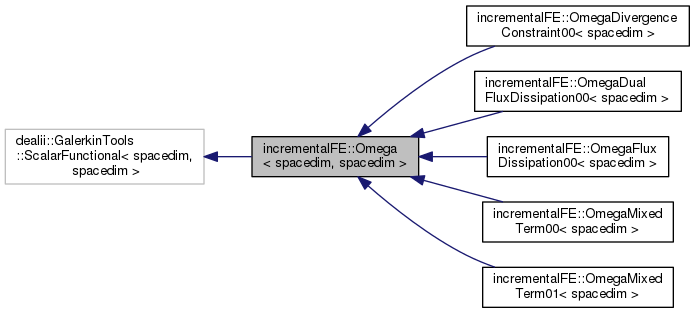 dealii::GalerkinTools
::ScalarFunctional< spacedim,
spacedim >
incrementalFE::Omega
< spacedim, spacedim >
incrementalFE::OmegaDivergence
Constraint00< spacedim >
incrementalFE::OmegaDual
FluxDissipation00< spacedim >
incrementalFE::OmegaFlux
Dissipation00< spacedim >
incrementalFE::OmegaMixed
Term00< spacedim >
incrementalFE::OmegaMixed
Term01< spacedim >